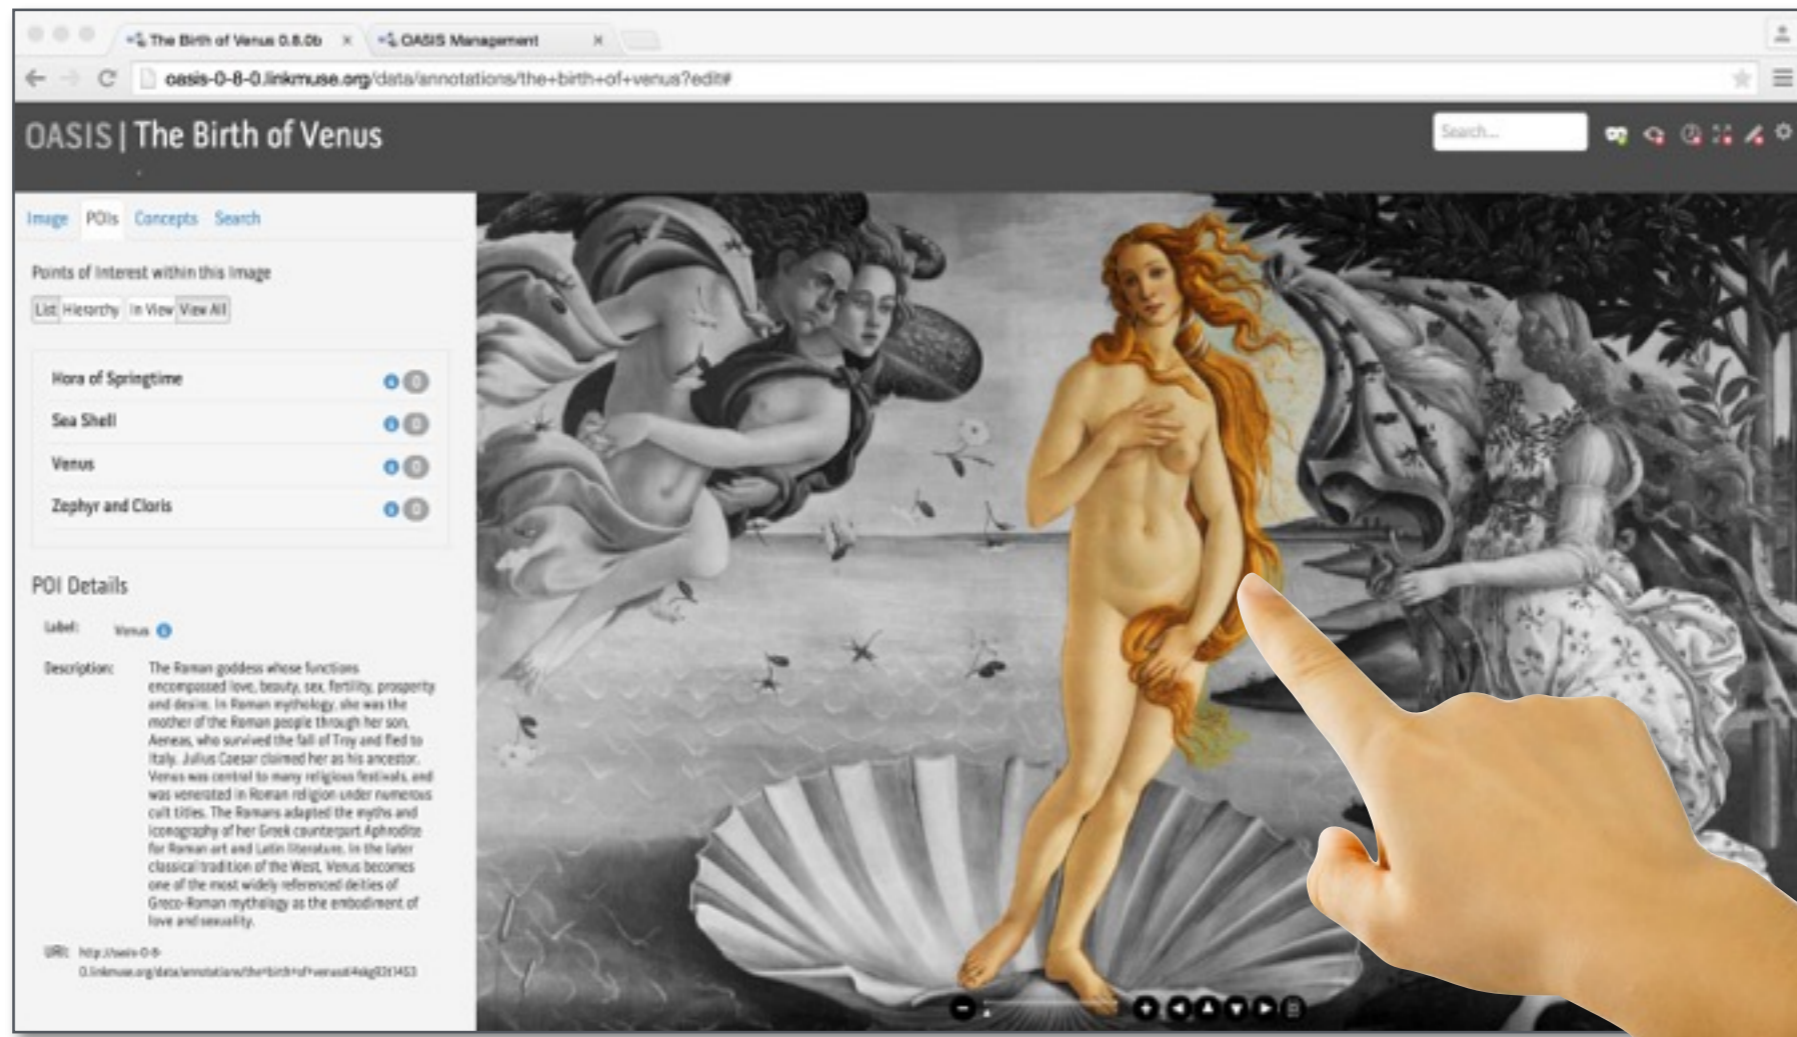 The Birth of Venus 0.8.0b
OASIS Management
oasis-0-8-0.linkmuse.org/data/annotations/the+birth+of+venus?edit#
OASIS | The Birth of Venus
Search...
Image POIs Concepts Search
Points of Interest within this Image
List Hierarchy In View View All
Hora of Springtime
Sea Shell
Venus
Zephyr and Cloris
POI Details
Label: Venus
Description: The Roman goddess whose functions
encompassed love, beauty, sex, fertility, prosperity
and desire. In Roman mythology, she was the
mother of the Roman people through her son,
Aeneas, who survived the fall of Troy and fled to
Italy. Julius Caesar claimed her as his ancestor.
Venus was central to many religious festivals, and
was venerated in Roman religion under numerous
cult titles. The Romans adapted the myths and
iconography of her Greek counterpart Aphrodite
for Roman art and Latin literature. In the later
classical tradition of the West, Venus becomes
one of the most widely referenced deities of
Greco-Roman mythology as the embodiment of
love and sexuality.
URI: http://oasis-0-8-